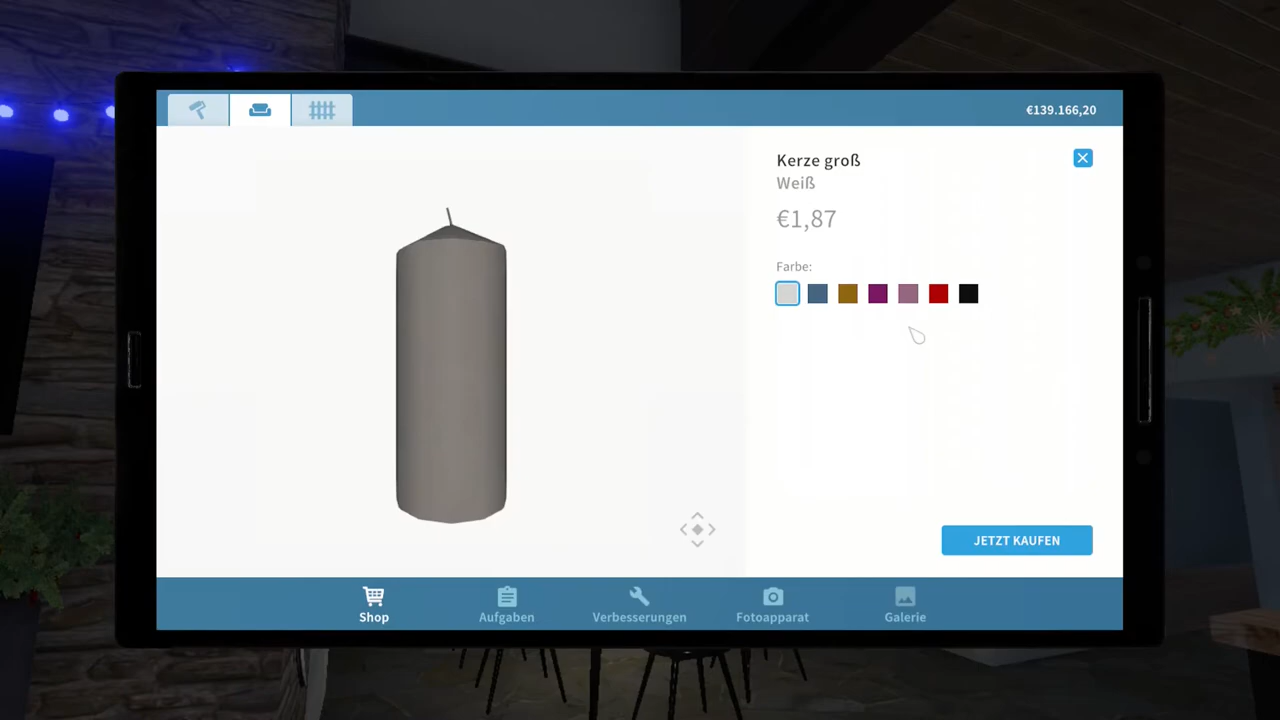 €139.166,20
Kerze groß
Weiß
€1,87
Farbe:
JETZT KAUFEN
Shop
Aufgaben
Verbesserungen
Fotoapparat
Galerie